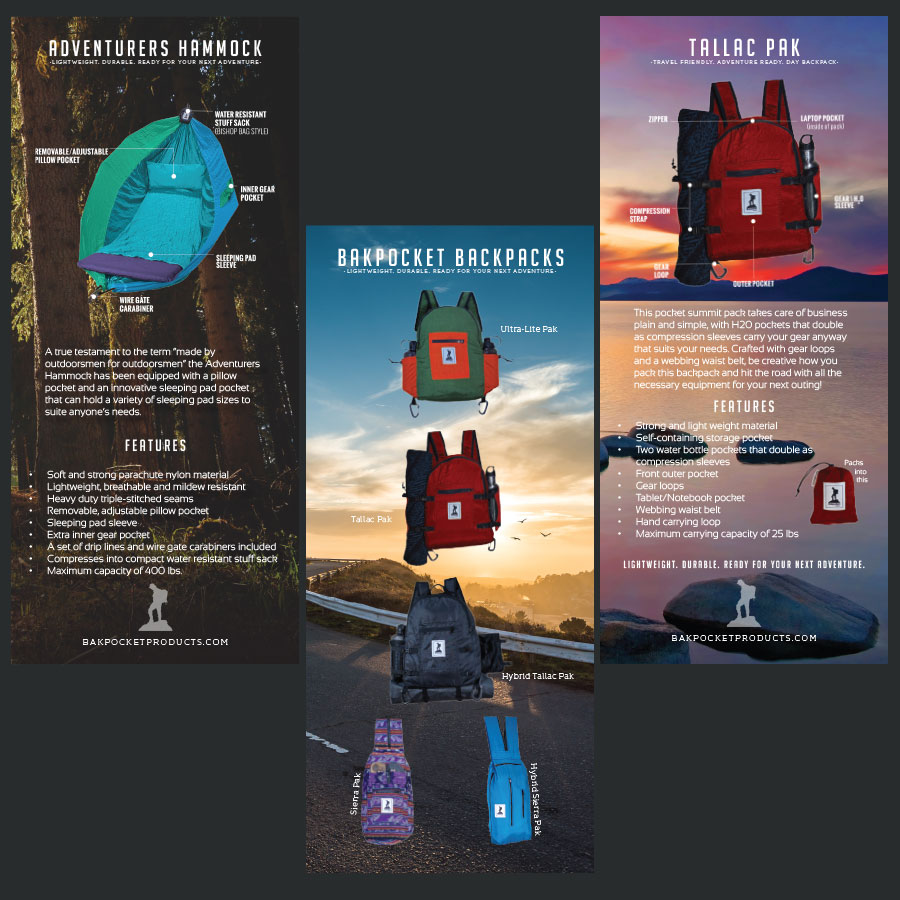 ADVENTURERS HAMMOCK
-LIGHTWEIGHT. DURABLE. READY FOR YOUR NEXT ADVENTURE-
WATER RESISTANT
STUFF SACK
(BISHOP BAG STYLE)
REMOVABLE/ADJUSTABLE
PILLOW POCKET
INNER GEAR
POCKET
SLEEPING PAD
SLEEVE
WIRE GATE
CARABINER
A true testament to the term "made by
outdoorsmen for outdoorsmen" the Adventurers
Hammock has been equipped with a pillow
pocket and an innovative sleeping pad pocket
that can hold a variety of sleeping pad sizes to
suite anyone's needs.
FEATURES
• Soft and strong parachute nylon material
• Lightweight, breathable and mildew resistant
• Heavy duty triple-stitched seams
• Removable, adjustable pillow pocket
• Sleeping pad sleeve
• Extra inner gear pocket
• A set of drip lines and wire gate carabiners included
• Compresses into compact water resistant stuff sack
• Maximum capacity of 400 lbs.
BAKPOCKETPRODUCTS.COM
BAKPOCKET BACKPACKS
-LIGHTWEIGHT. DURABLE. READY FOR YOUR NEXT ADVENTURE-
Ultra-Lite Pak
Tallac Pak
Hybrid Tallac Pak
Sierra Pak
Hybrid Sierra Pak
TALLAC PAK
-TRAVEL FRIENDLY. ADVENTURE READY. DAY BACKPACK-
ZIPPER
LAPTOP POCKET
(inside of pack)
COMPRESSION
STRAP
GEAR/H2O
SLEEVE
GEAR
LOOP
OUTER POCKET
This pocket summit pack takes care of business
plain and simple, with H20 pockets that double
as compression sleeves carry your gear anyway
that suits your needs. Crafted with gear loops
and a webbing waist belt, be creative how you
pack this backpack and hit the road with all the
necessary equipment for your next outing!
FEATURES
• Strong and light weight material
• Self-containing storage pocket
• Two water bottle pockets that double as
compression sleeves
• Front outer pocket
• Gear loops
• Tablet/Notebook pocket
• Webbing waist belt
• Hand carrying loop
• Maximum carrying capacity of 25 lbs
Packs
into
this
LIGHTWEIGHT. DURABLE. READY FOR YOUR NEXT ADVENTURE.
BAKPOCKETPRODUCTS.COM